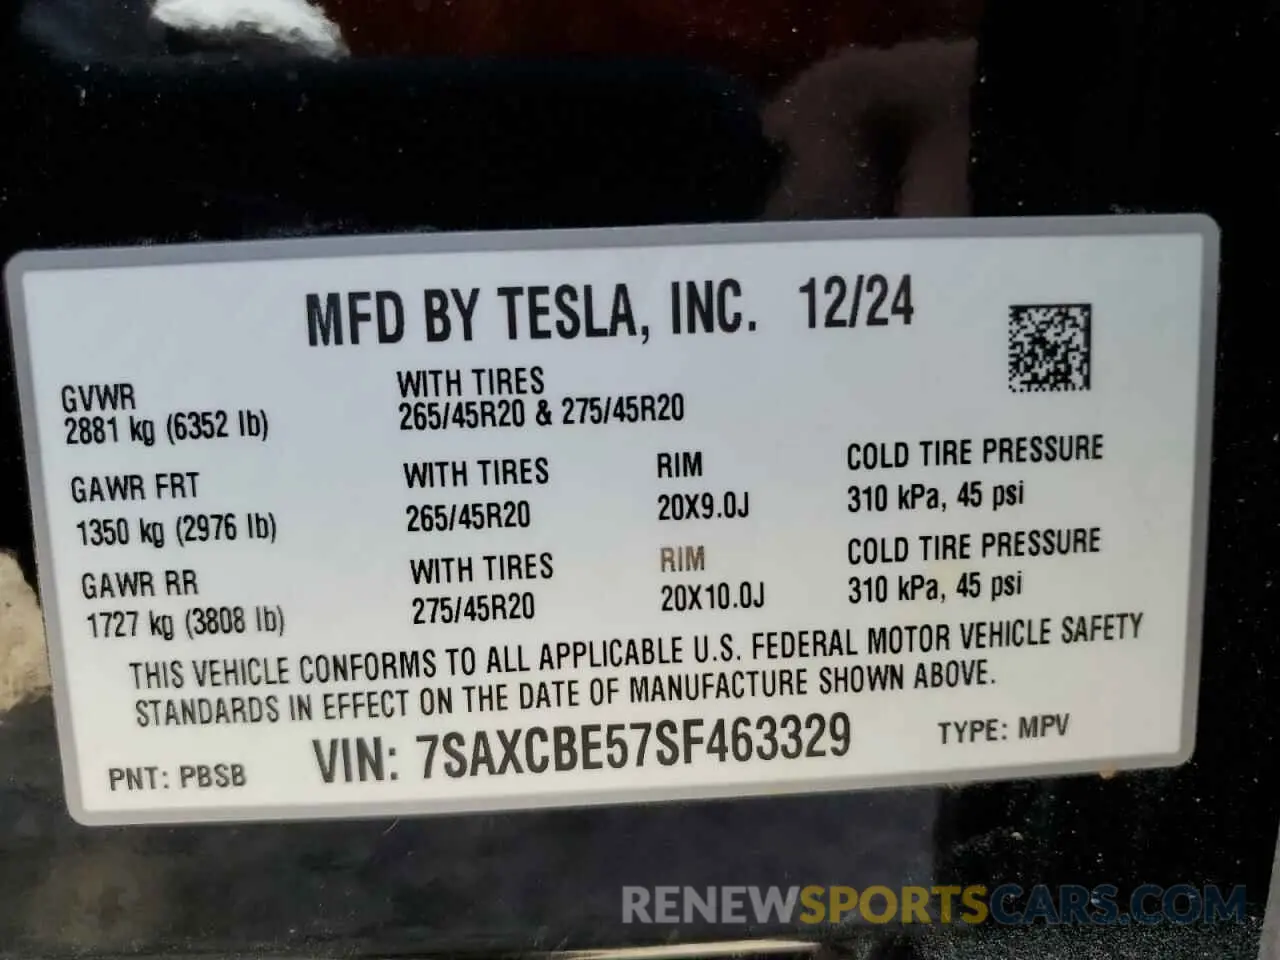 MFD BY TESLA, INC. 12/24
GVWR
2881 kg (6352 lb)
WITH TIRES
265/45R20 & 275/45R20
GAWR FRT
1350 kg (2976 lb)
WITH TIRES
265/45R20
RIM
20X9.0J
COLD TIRE PRESSURE
310 kPa, 45 psi
GAWR RR
1727 kg (3808 lb)
WITH TIRES
275/45R20
RIM
20X10.0J
COLD TIRE PRESSURE
310 kPa, 45 psi
THIS VEHICLE CONFORMS TO ALL APPLICABLE U.S. FEDERAL MOTOR VEHICLE SAFETY
STANDARDS IN EFFECT ON THE DATE OF MANUFACTURE SHOWN ABOVE.
PNT: PBSB VIN: 7SAXCBE57SF463329 TYPE: MPV
RENEWSPORTSCARS.COM